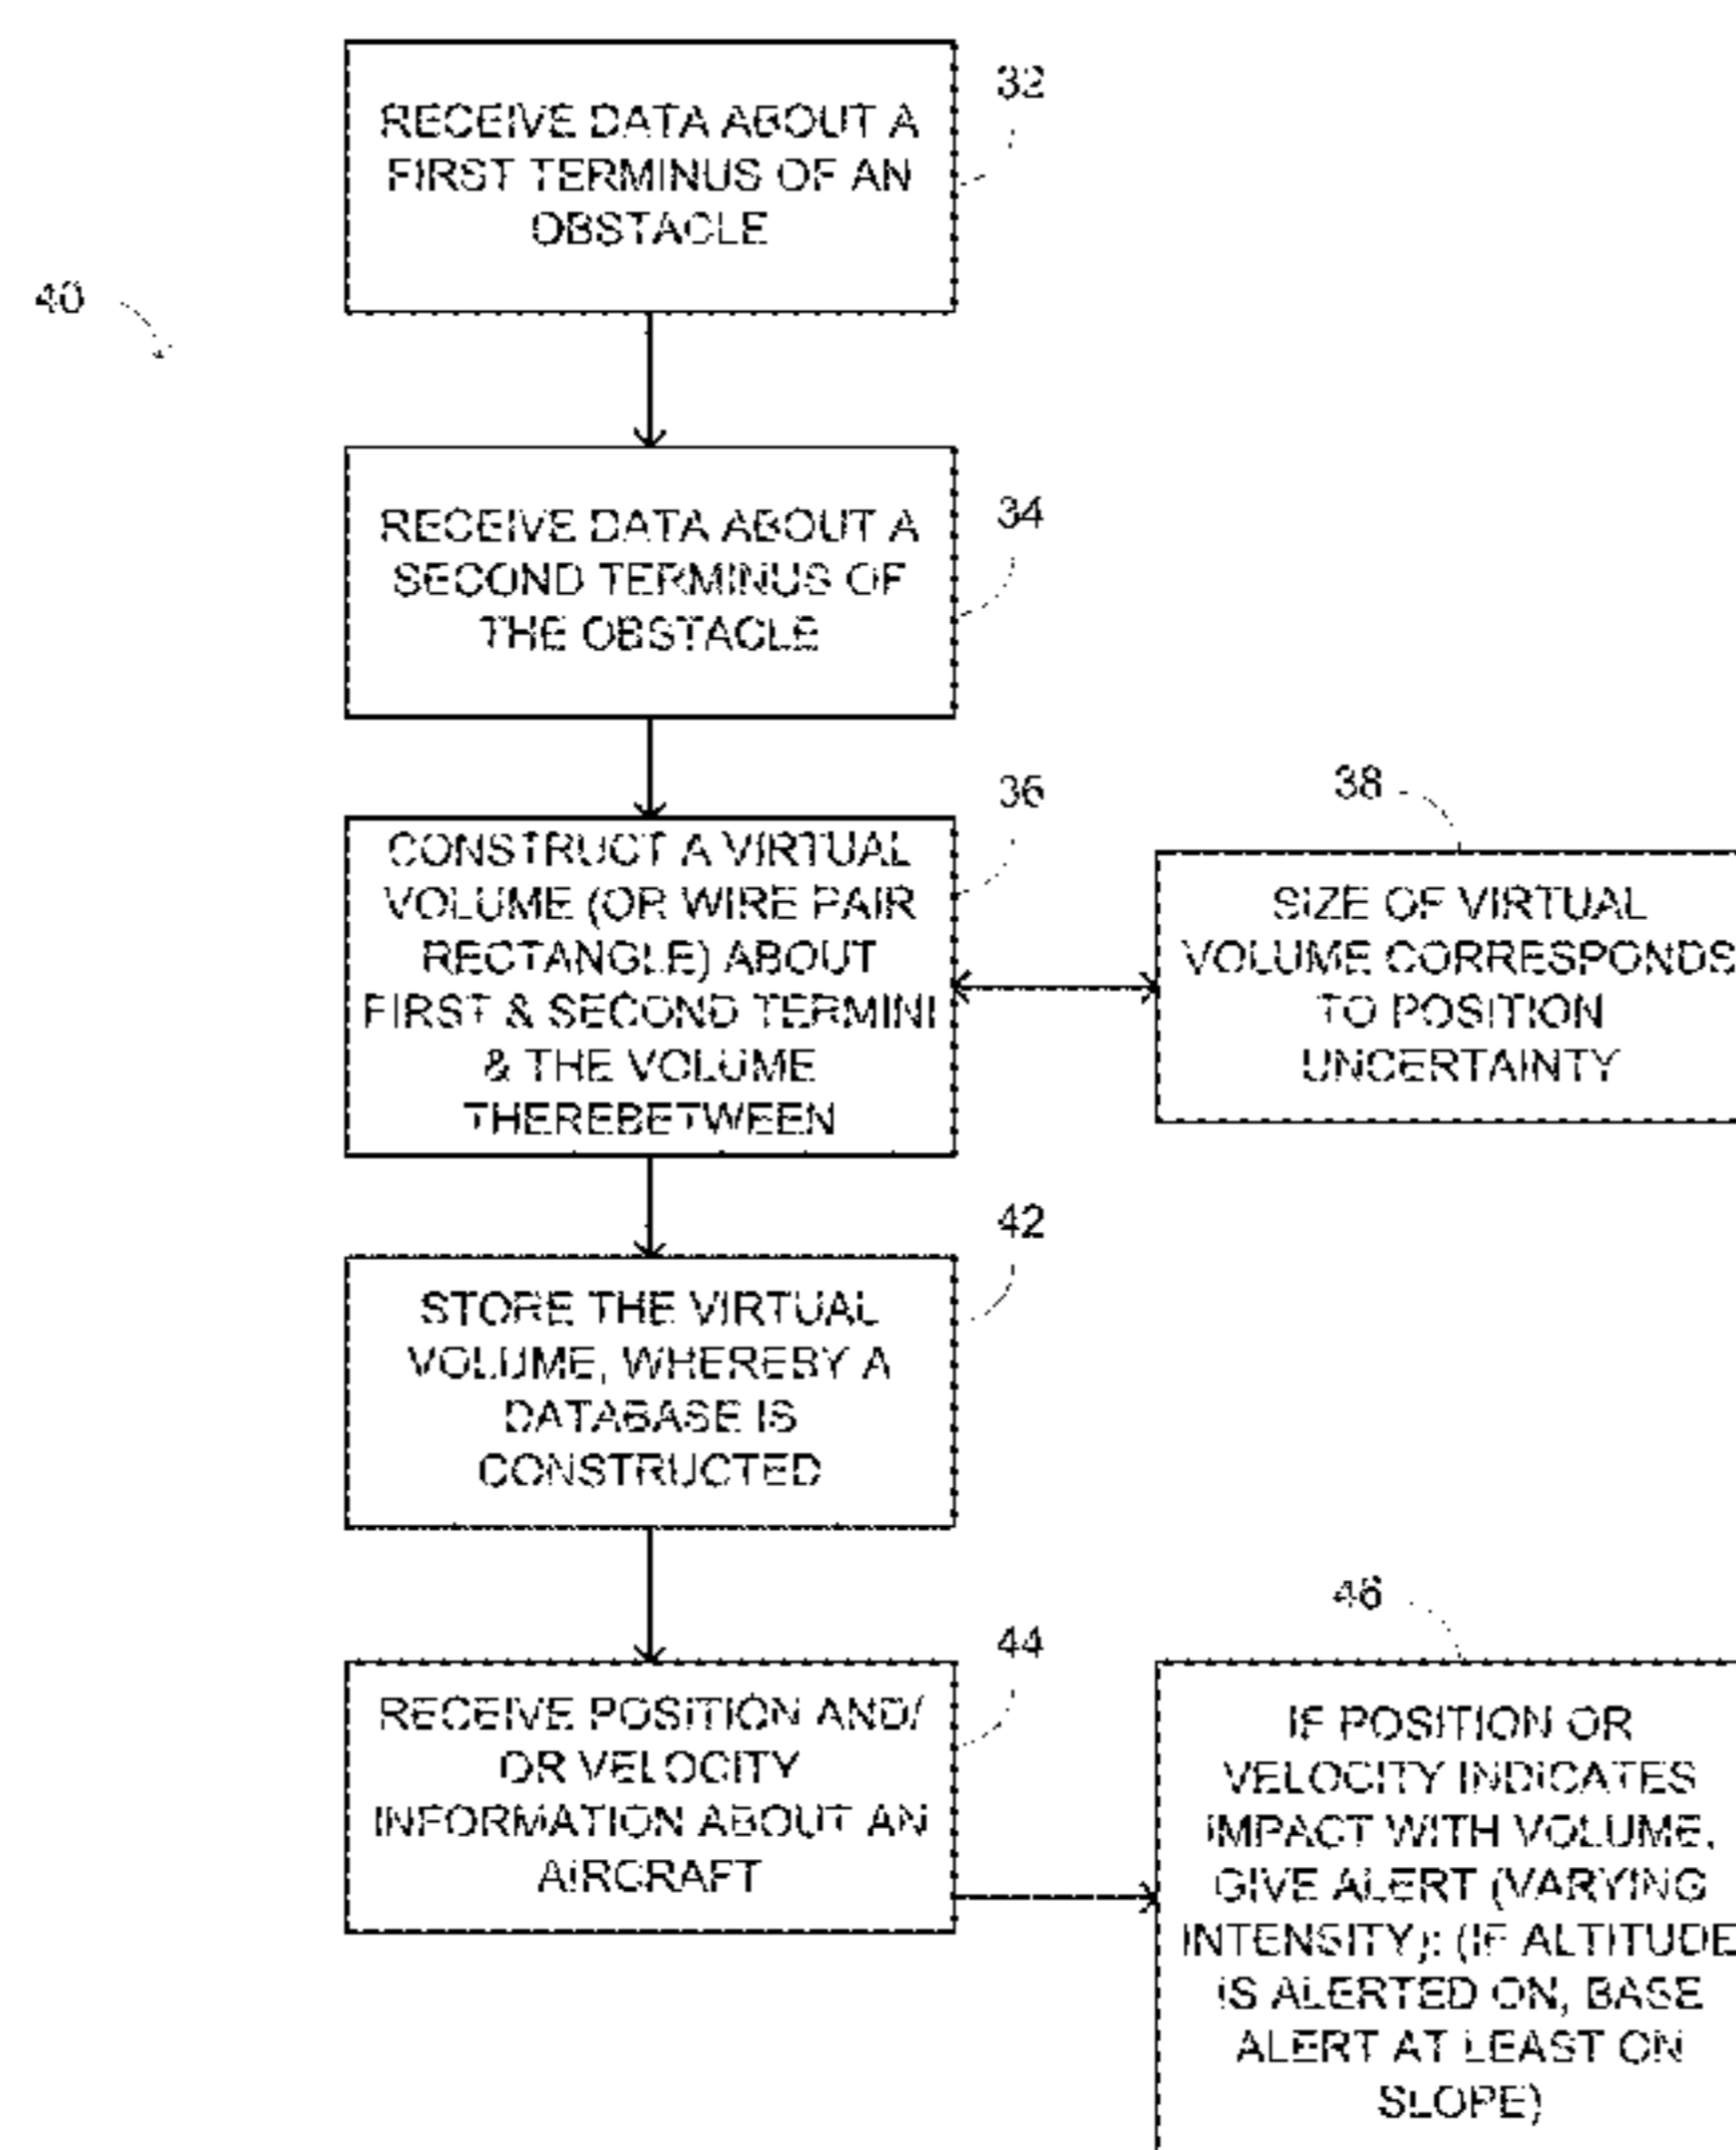 32
RECEIVE DATA ABOUT A
FIRST TERMINUS OF AN
OBSTACLE
40
34
RECEIVE DATA ABOUT A
SECOND TERMINUS OF
THE OBSTACLE
36
CONSTRUCT A VIRTUAL
VOLUME (OR WIRE PAIR
RECTANGLE) ABOUT
FIRST & SECOND TERMINI
& THE VOLUME
THEREBETWEEN
38
SIZE OF VIRTUAL
VOLUME CORRESPONDS
TO POSITION
UNCERTAINTY
42
STORE THE VIRTUAL
VOLUME, WHEREBY A
DATABASE IS
CONSTRUCTED
44
RECEIVE POSITION AND/
OR VELOCITY
INFORMATION ABOUT AN
AIRCRAFT
46
IF POSITION OR
VELOCITY INDICATES
IMPACT WITH VOLUME,
GIVE ALERT (VARYING
INTENSITY): (IF ALTITUDE
IS ALERTED ON, BASE
ALERT AT LEAST ON
SLOPE)